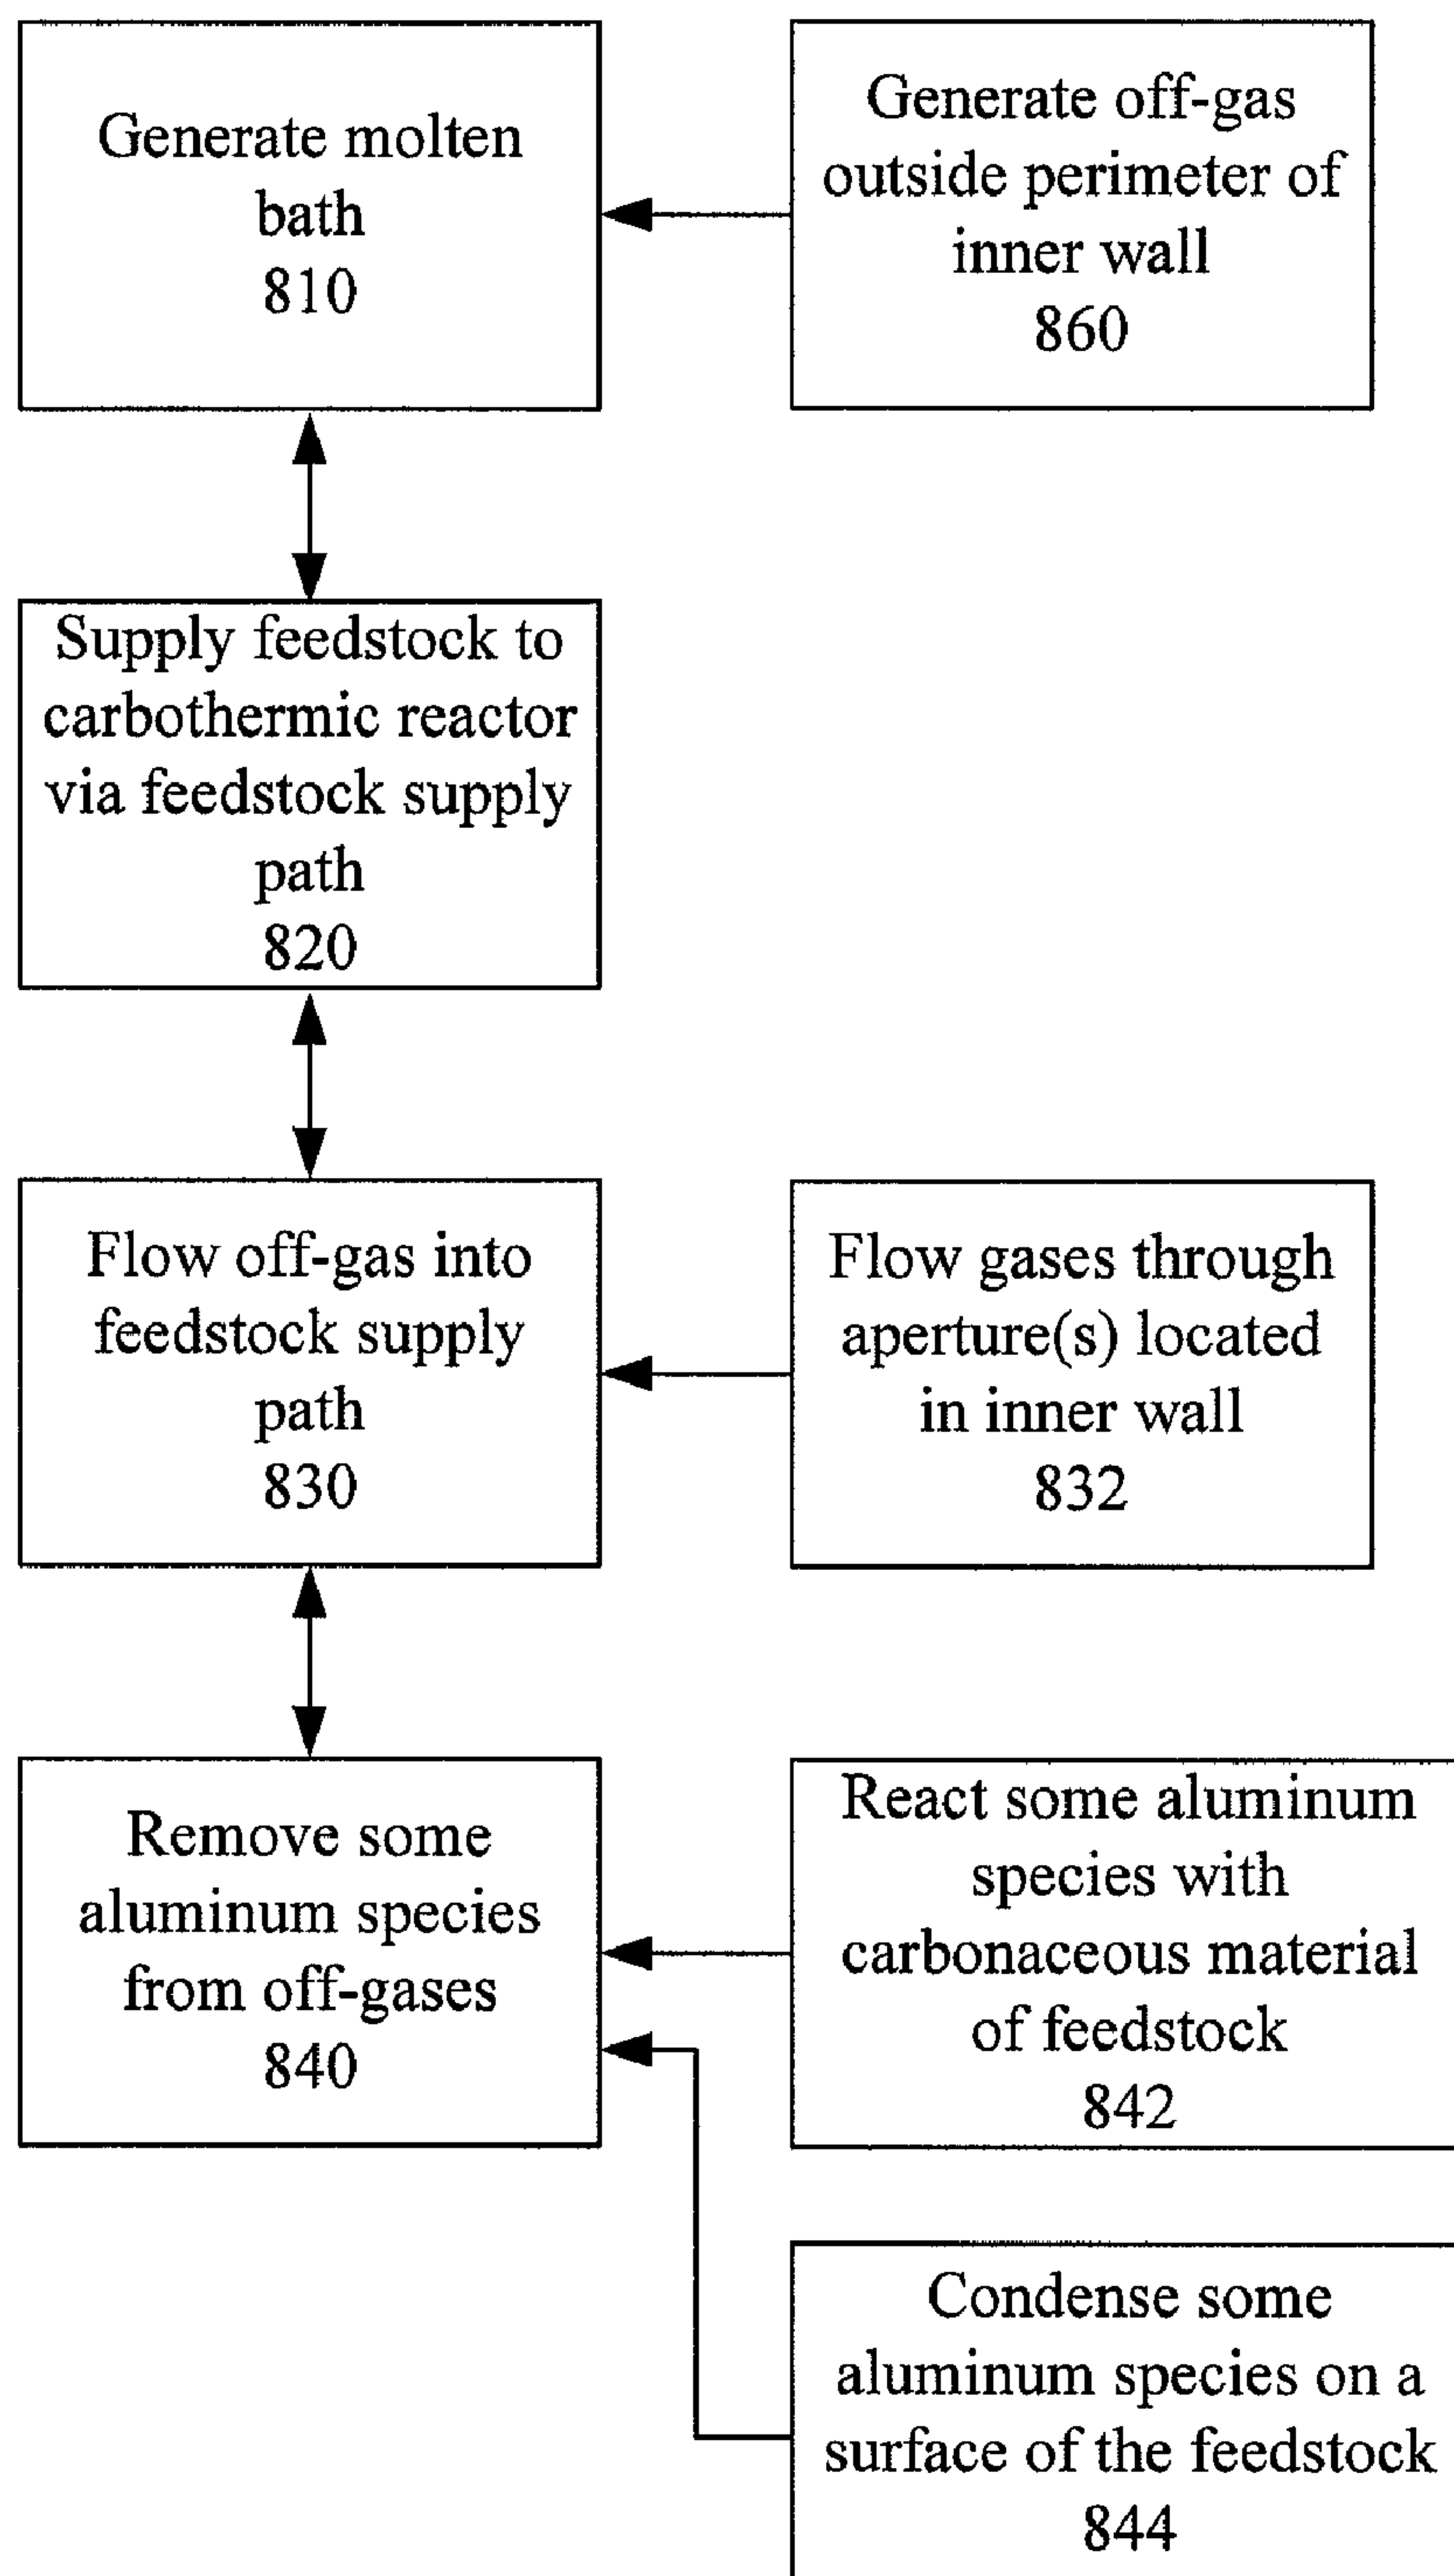 Generate molten
bath
810
Generate off-gas
outside perimeter of
inner wall
860
Supply feedstock to
carbothermic reactor
via feedstock supply
path
820
Flow off-gas into
feedstock supply
path
830
Flow gases through
aperture(s) located
in inner wall
832
Remove some
aluminum species
from off-gases
840
React some aluminum
species with
carbonaceous material
of feedstock
842
Condense some
aluminum species on a
surface of the feedstock
844